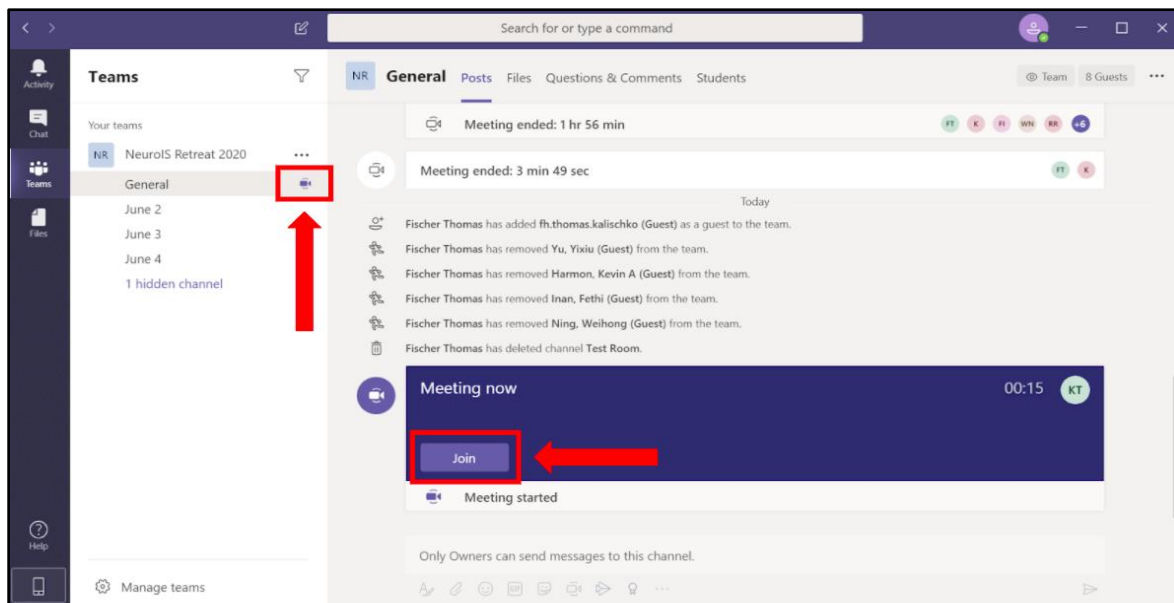 Search for or type a command
Activity
Chat
Teams
Files
Help
Teams
Your teams
NR NeuroIS Retreat 2020
General
June 2
June 3
June 4
1 hidden channel
Manage teams
NR General Posts Files Questions & Comments Students
Team 8 Guests
Meeting ended: 1 hr 56 min FT K FI WN RR +6
Meeting ended: 3 min 49 sec FT K
Today
Fischer Thomas has added fh.thomas.kalischko (Guest) as a guest to the team.
Fischer Thomas has removed Yu, Yixiu (Guest) from the team.
Fischer Thomas has removed Harmon, Kevin A (Guest) from the team.
Fischer Thomas has removed Inan, Fethi (Guest) from the team.
Fischer Thomas has removed Ning, Weihong (Guest) from the team.
Fischer Thomas has deleted channel Test Room.
Meeting now 00:15 KT
Join
Meeting started
Only Owners can send messages to this channel.
GIF